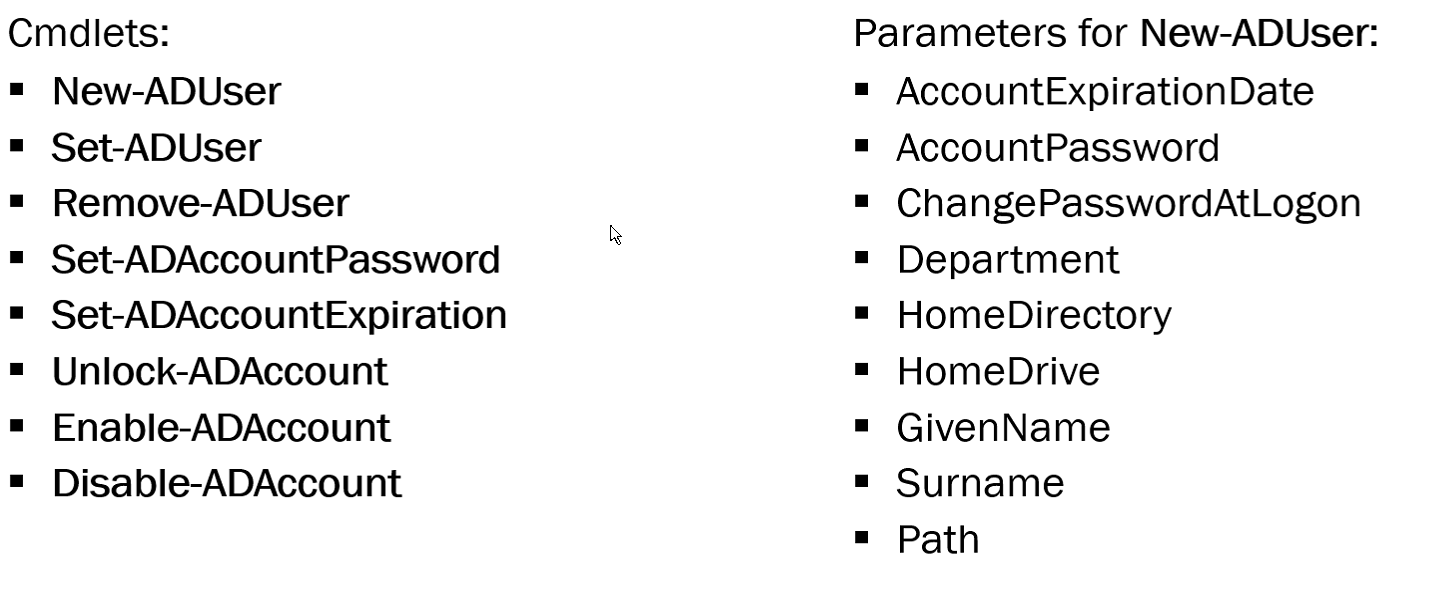 Cmdlets:
▪ New-ADUser
▪ Set-ADUser
▪ Remove-ADUser
▪ Set-ADAccountPassword
▪ Set-ADAccountExpiration
▪ Unlock-ADAccount
▪ Enable-ADAccount
▪ Disable-ADAccount
Parameters for New-ADUser:
▪ AccountExpirationDate
▪ AccountPassword
▪ ChangePasswordAtLogon
▪ Department
▪ HomeDirectory
▪ HomeDrive
▪ GivenName
▪ Surname
▪ Path